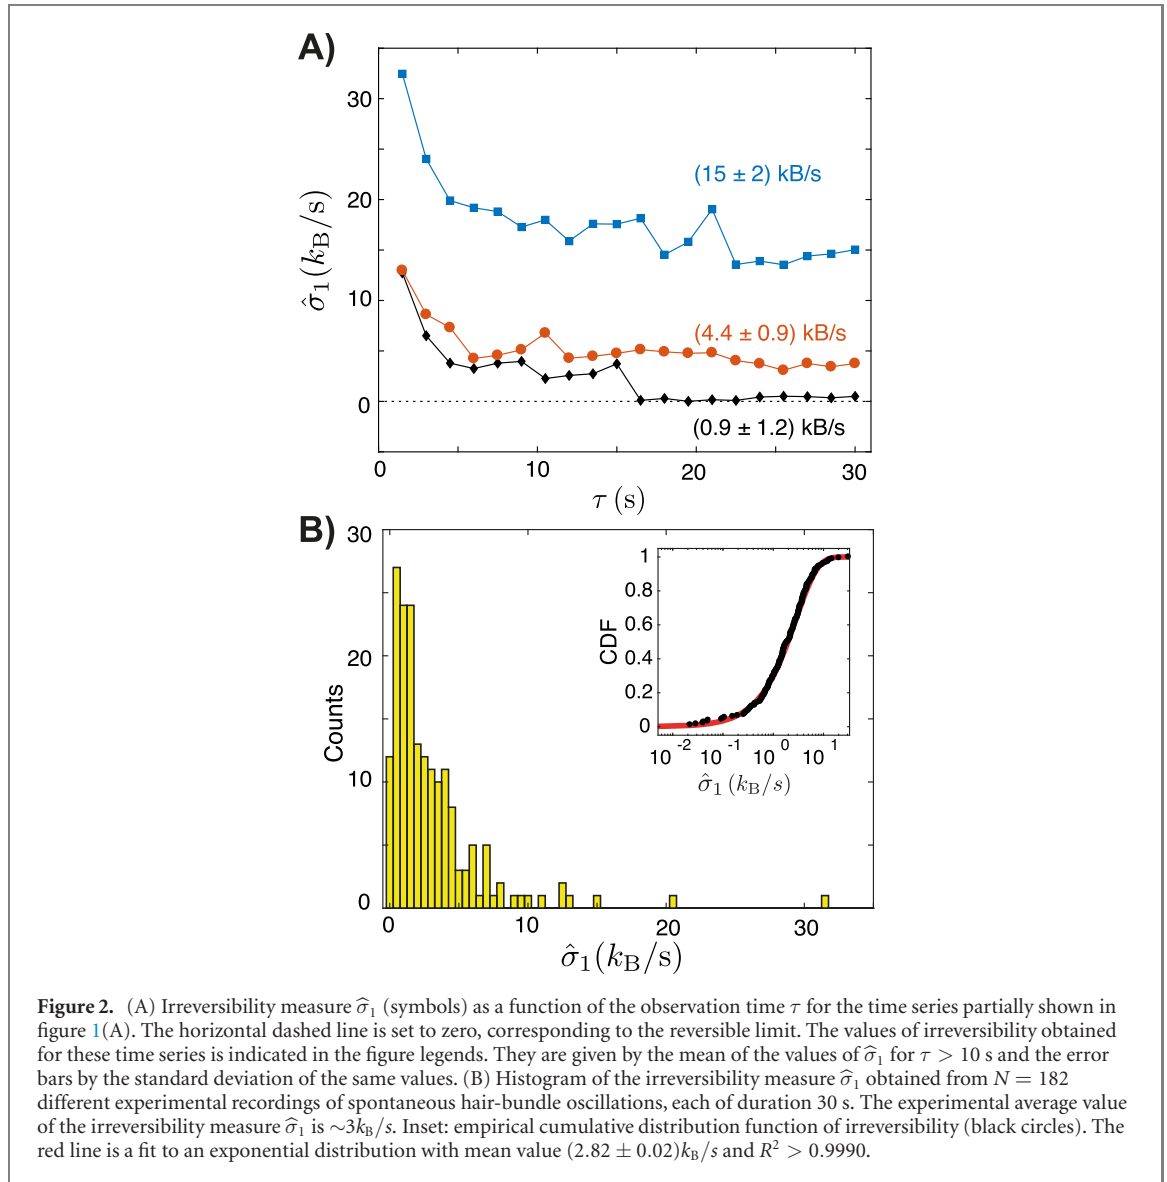 A)
30
20
10
0
σ̂₁(k_B/s)
(15 ± 2) kB/s
(4.4 ± 0.9) kB/s
(0.9 ± 1.2) kB/s
0 10 20 30
τ (s)
B)
30
20
10
0
Counts
0 10 20 30
σ̂₁(k_B/s)
1
0.8
0.6
0.4
0.2
0
CDF
10⁻² 10⁻¹ 10⁰ 10¹
σ̂₁ (k_B/s)
Figure 2. (A) Irreversibility measure σ̂₁ (symbols) as a function of the observation time τ for the time series partially shown in
figure 1(A). The horizontal dashed line is set to zero, corresponding to the reversible limit. The values of irreversibility obtained
for these time series is indicated in the figure legends. They are given by the mean of the values of σ̂₁ for τ > 10 s and the error
bars by the standard deviation of the same values. (B) Histogram of the irreversibility measure σ̂₁ obtained from N = 182
different experimental recordings of spontaneous hair-bundle oscillations, each of duration 30 s. The experimental average value
of the irreversibility measure σ̂₁ is ∼3k_B/s. Inset: empirical cumulative distribution function of irreversibility (black circles). The
red line is a fit to an exponential distribution with mean value (2.82 ± 0.02)k_B/s and R² > 0.9990.